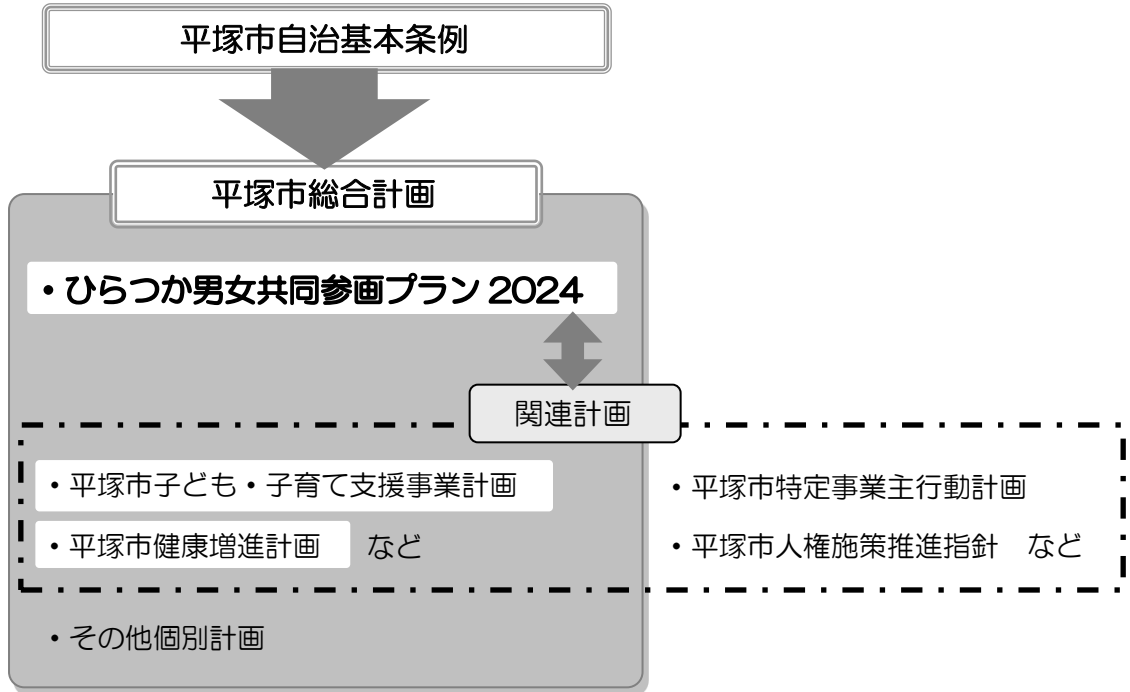 平塚市自治基本条例
平塚市総合計画
・ひらつか男女共同参画プラン 2024
関連計画
・平塚市子ども・子育て支援事業計画
・平塚市健康増進計画 など
・平塚市特定事業主行動計画
・平塚市人権施策推進指針 など
・その他個別計画